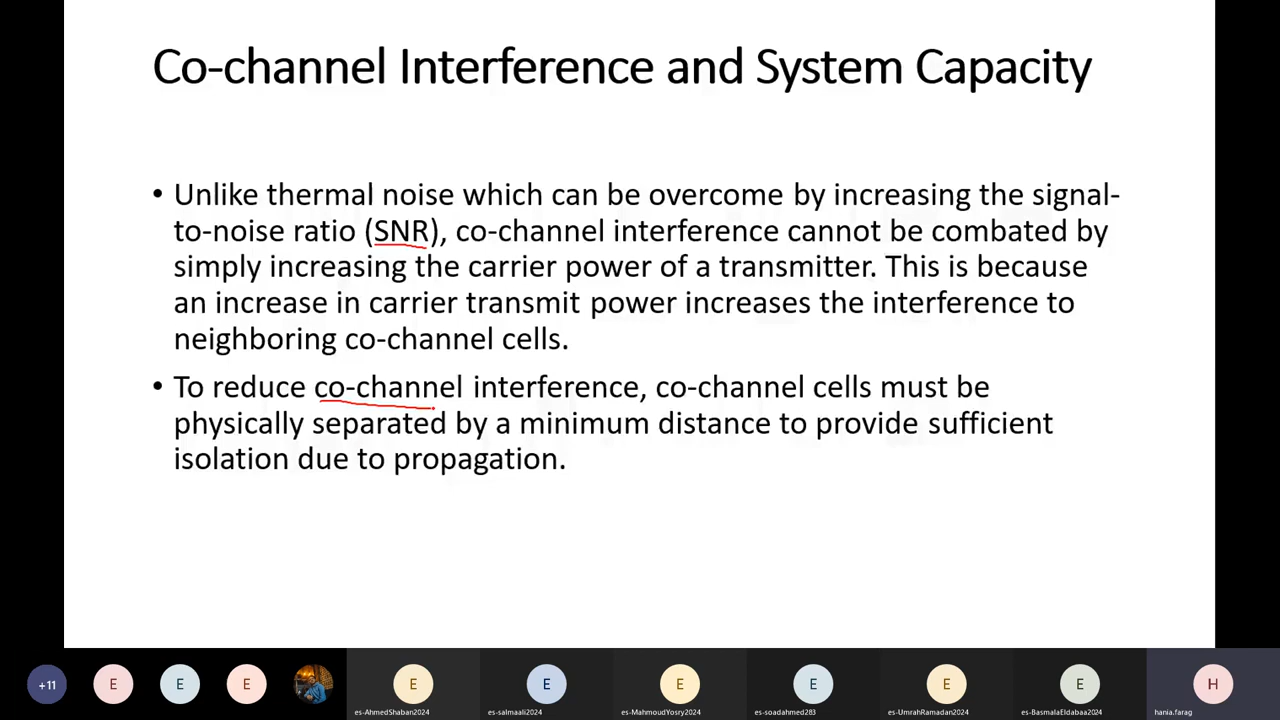 Co-channel Interference and System Capacity
• Unlike thermal noise which can be overcome by increasing the signal-
to-noise ratio (SNR), co-channel interference cannot be combated by
simply increasing the carrier power of a transmitter. This is because
an increase in carrier transmit power increases the interference to
neighboring co-channel cells.
• To reduce co-channel interference, co-channel cells must be
physically separated by a minimum distance to provide sufficient
isolation due to propagation.
+11 E E E E E E E E E H
es-AhmedShaban2024 es-salmaali2024 es-MahmoudYosry2024 es-soadahmed283 es-UmrahRamadan2024 es-BasmalaEldabaa2024 hania.farag